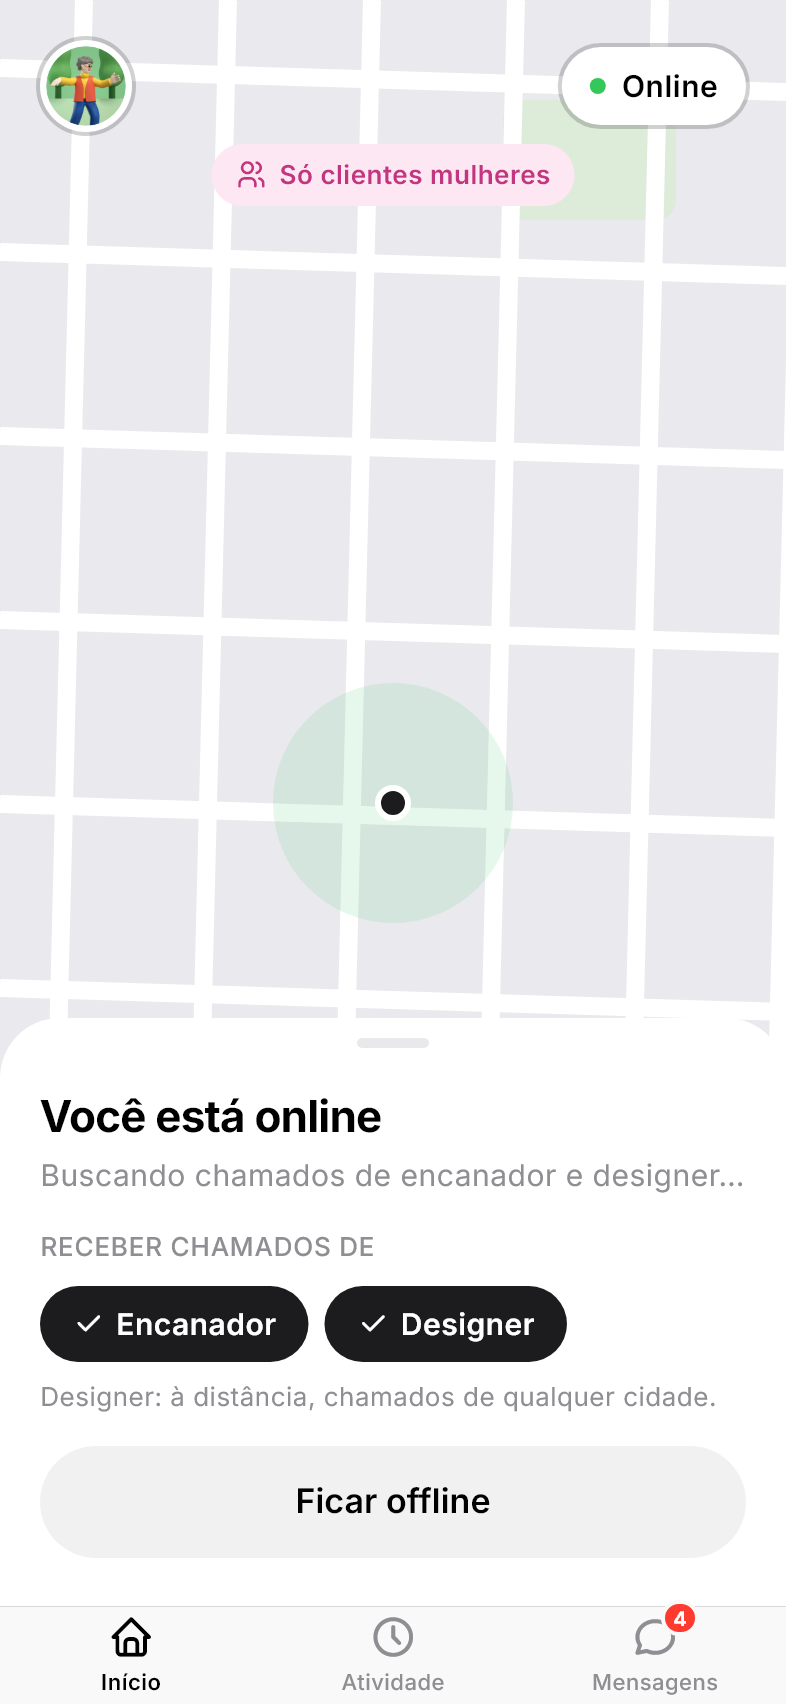 Online
Só clientes mulheres
Você está online
Buscando chamados de encanador e designer...
RECEBER CHAMADOS DE
Encanador
Designer
Designer: à distância, chamados de qualquer cidade.
Ficar offline
4
Início
Atividade
Mensagens